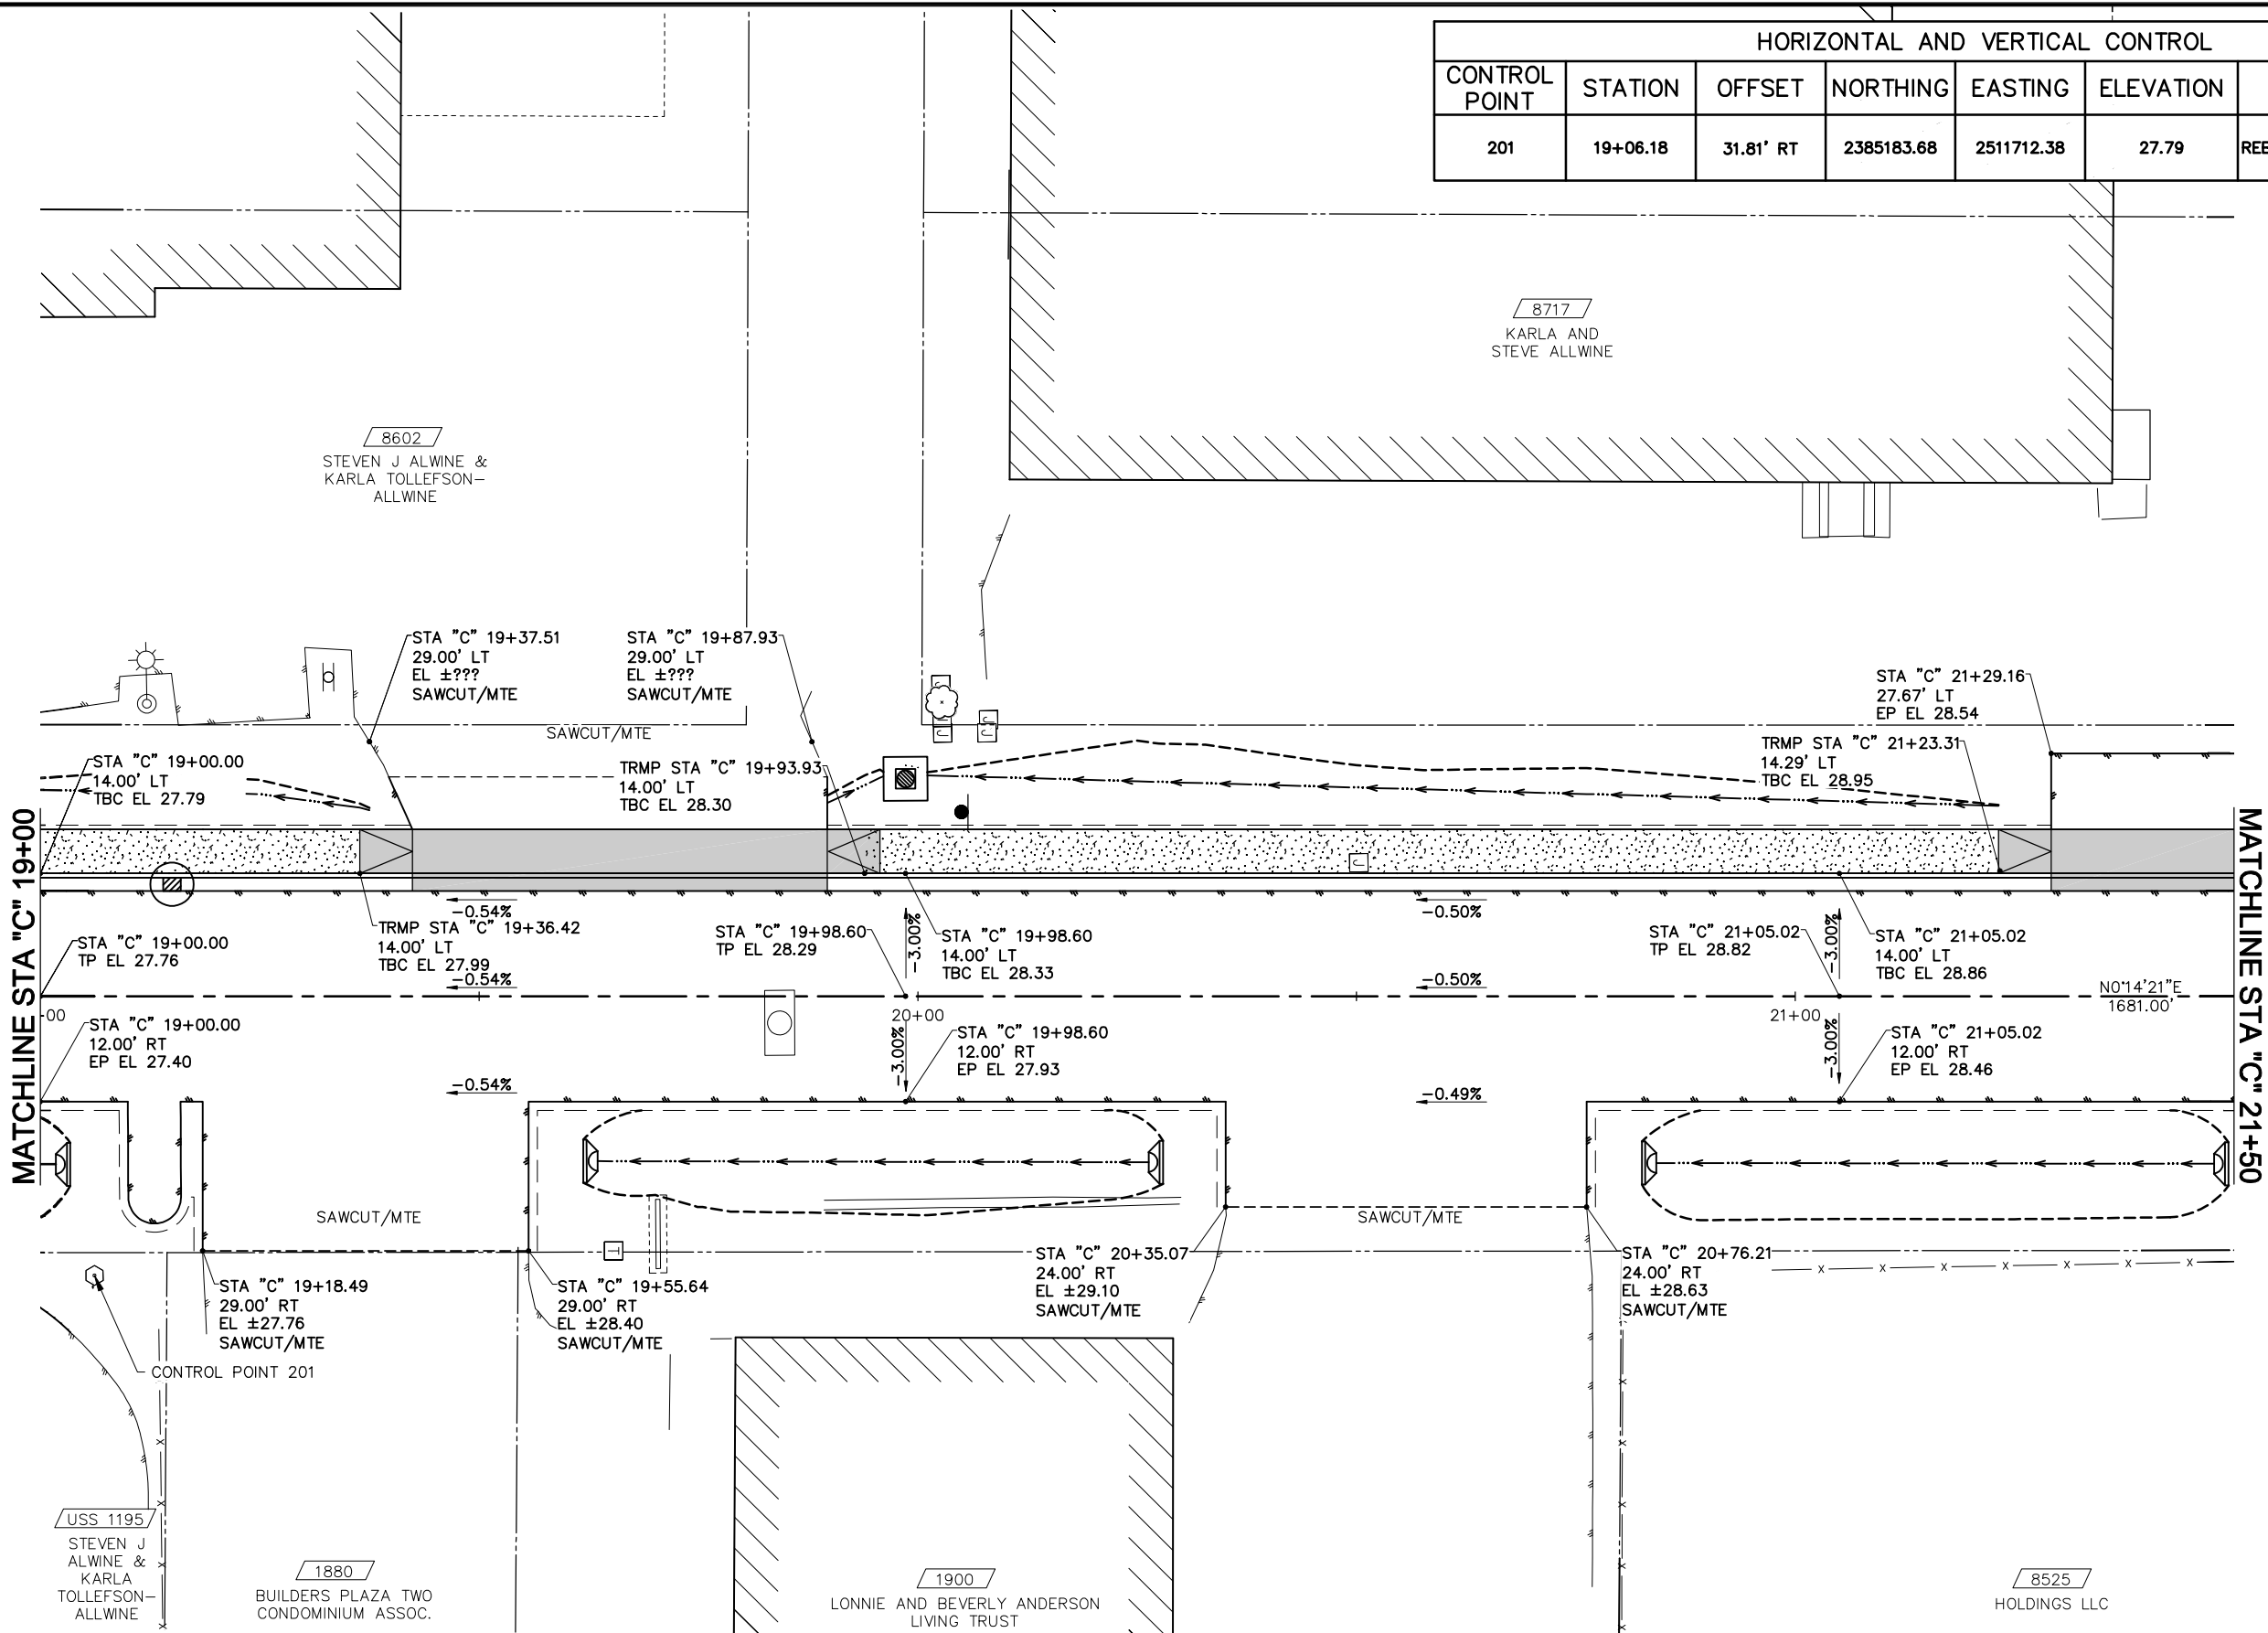 HORIZONTAL AND VERTICAL CONTROL
CONTROL POINT STATION OFFSET NORTHING EASTING ELEVATION
201 19+06.18 31.81' RT 2385183.68 2511712.38 27.79 REE
8717
KARLA AND
STEVE ALLWINE
8602
STEVEN J ALWINE &
KARLA TOLLEFSON-
ALLWINE
STA "C" 19+37.51
29.00' LT
EL ±???
SAWCUT/MTE
STA "C" 19+87.93
29.00' LT
EL ±???
SAWCUT/MTE
SAWCUT/MTE
STA "C" 21+29.16
27.67' LT
EP EL 28.54
STA "C" 19+00.00
14.00' LT
TBC EL 27.79
TRMP STA "C" 19+93.93
14.00' LT
TBC EL 28.30
TRMP STA "C" 21+23.31
14.29' LT
TBC EL 28.95
MATCHLINE STA "C" 19+00
MATCHLINE STA "C" 21+50
-0.54%
-0.50%
TRMP STA "C" 19+36.42
14.00' LT
TBC EL 27.99
STA "C" 19+00.00
TP EL 27.76
STA "C" 19+98.60
TP EL 28.29
-3.00%
STA "C" 19+98.60
14.00' LT
TBC EL 28.33
STA "C" 21+05.02
TP EL 28.82
-3.00%
STA "C" 21+05.02
14.00' LT
TBC EL 28.86
-0.54%
-0.50%
N0°14'21"E
1681.00'
+00
20+00
21+00
STA "C" 19+00.00
12.00' RT
EP EL 27.40
-3.00%
STA "C" 19+98.60
12.00' RT
EP EL 27.93
-3.00%
STA "C" 21+05.02
12.00' RT
EP EL 28.46
-0.54%
-0.49%
SAWCUT/MTE
SAWCUT/MTE
STA "C" 19+18.49
29.00' RT
EL ±27.76
SAWCUT/MTE
STA "C" 19+55.64
29.00' RT
EL ±28.40
SAWCUT/MTE
STA "C" 20+35.07
24.00' RT
EL ±29.10
SAWCUT/MTE
STA "C" 20+76.21
24.00' RT
EL ±28.63
SAWCUT/MTE
CONTROL POINT 201
USS 1195
STEVEN J
ALWINE &
KARLA
TOLLEFSON-
ALLWINE
1880
BUILDERS PLAZA TWO
CONDOMINIUM ASSOC.
1900
LONNIE AND BEVERLY ANDERSON
LIVING TRUST
8525
HOLDINGS LLC